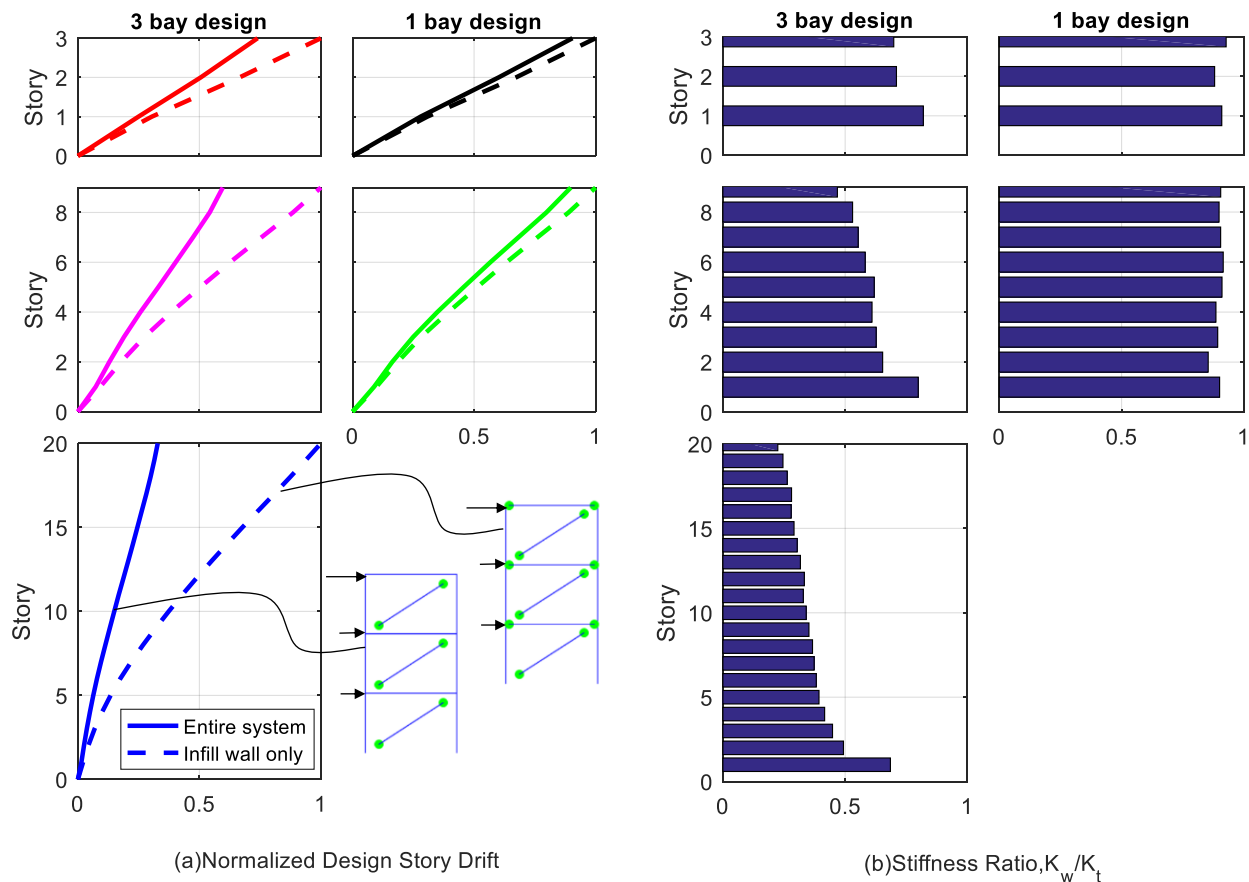 3 bay design
1 bay design
3 bay design
1 bay design
Story
3
2
1
0
Story
3
2
1
0
Story
8
6
4
2
0
0
0.5
1
Story
8
6
4
2
0
0
0.5
1
Story
20
15
10
5
0
0
0.5
1
Entire system
Infill wall only
Story
20
15
10
5
0
0
0.5
1
(a)Normalized Design Story Drift
(b)Stiffness Ratio,K_w/K_t